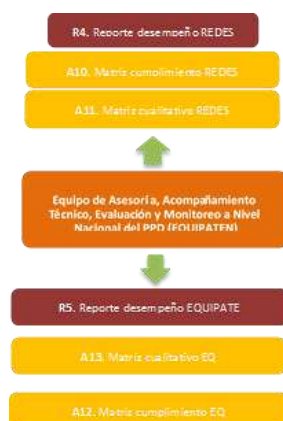 R4. Reporte desempeño REDES
A10. Matriz cumplimiento REDES
A11. Matriz cualitativo REDES
Equipo de Asesoría, Acompañamiento
Técnico, Evaluación y Monitoreo a Nivel
Nacional del PPD (EQUIPATEN)
R5. Reporte desempeño EQUIPATE
A13. Matriz cualitativo EQ
A12. Matriz cumplimiento EQ